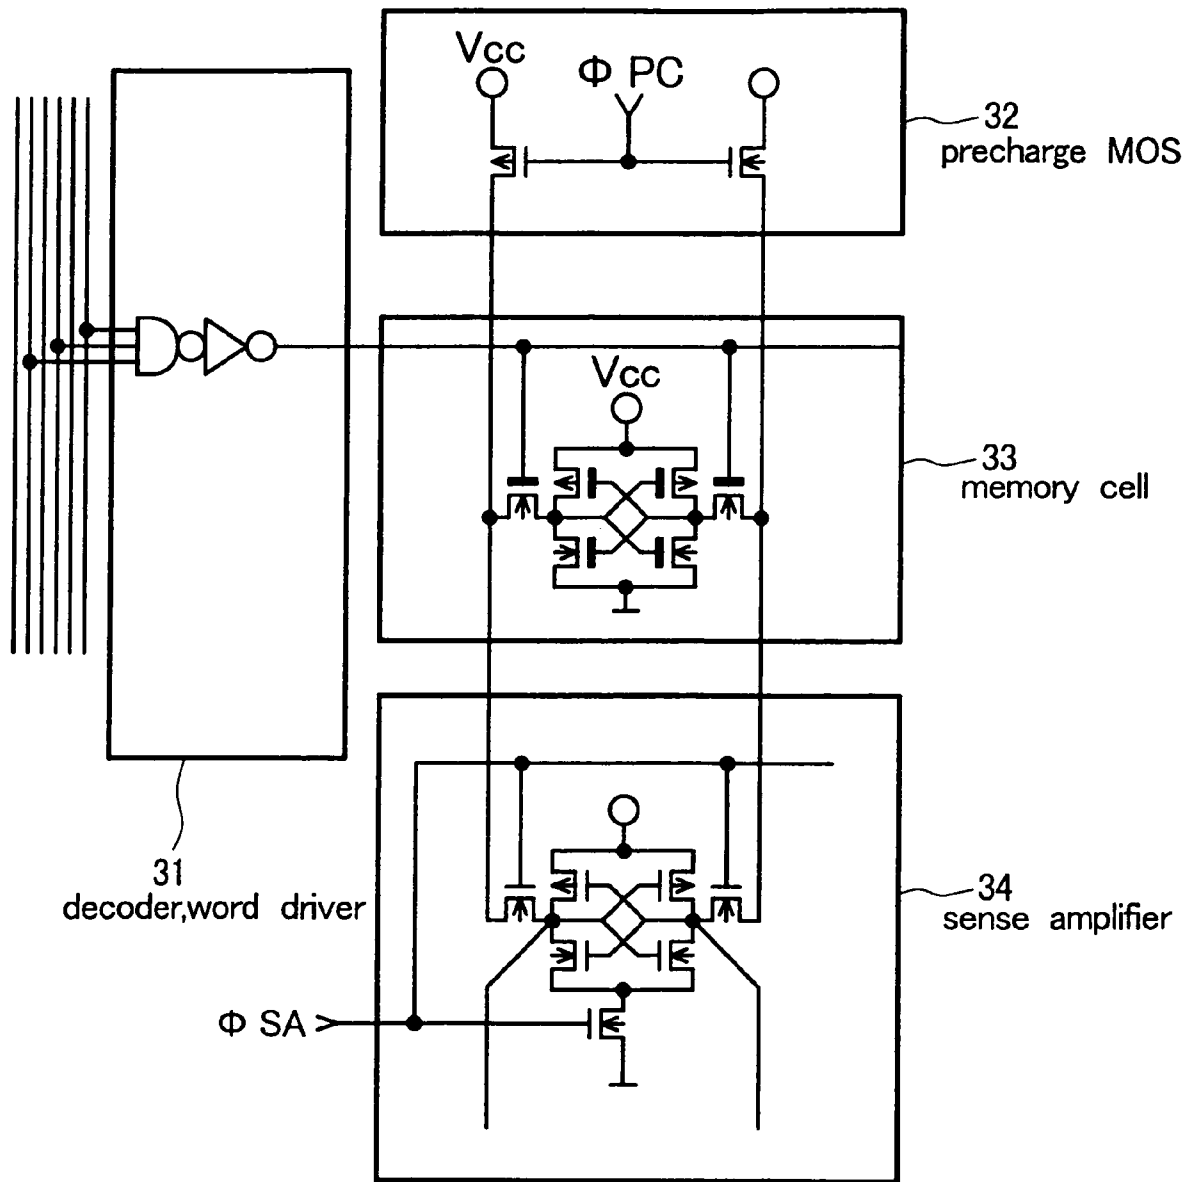 Vcc
Φ PC
32
precharge MOS
Vcc
33
memory cell
31
decoder,word driver
34
sense amplifier
Φ SA